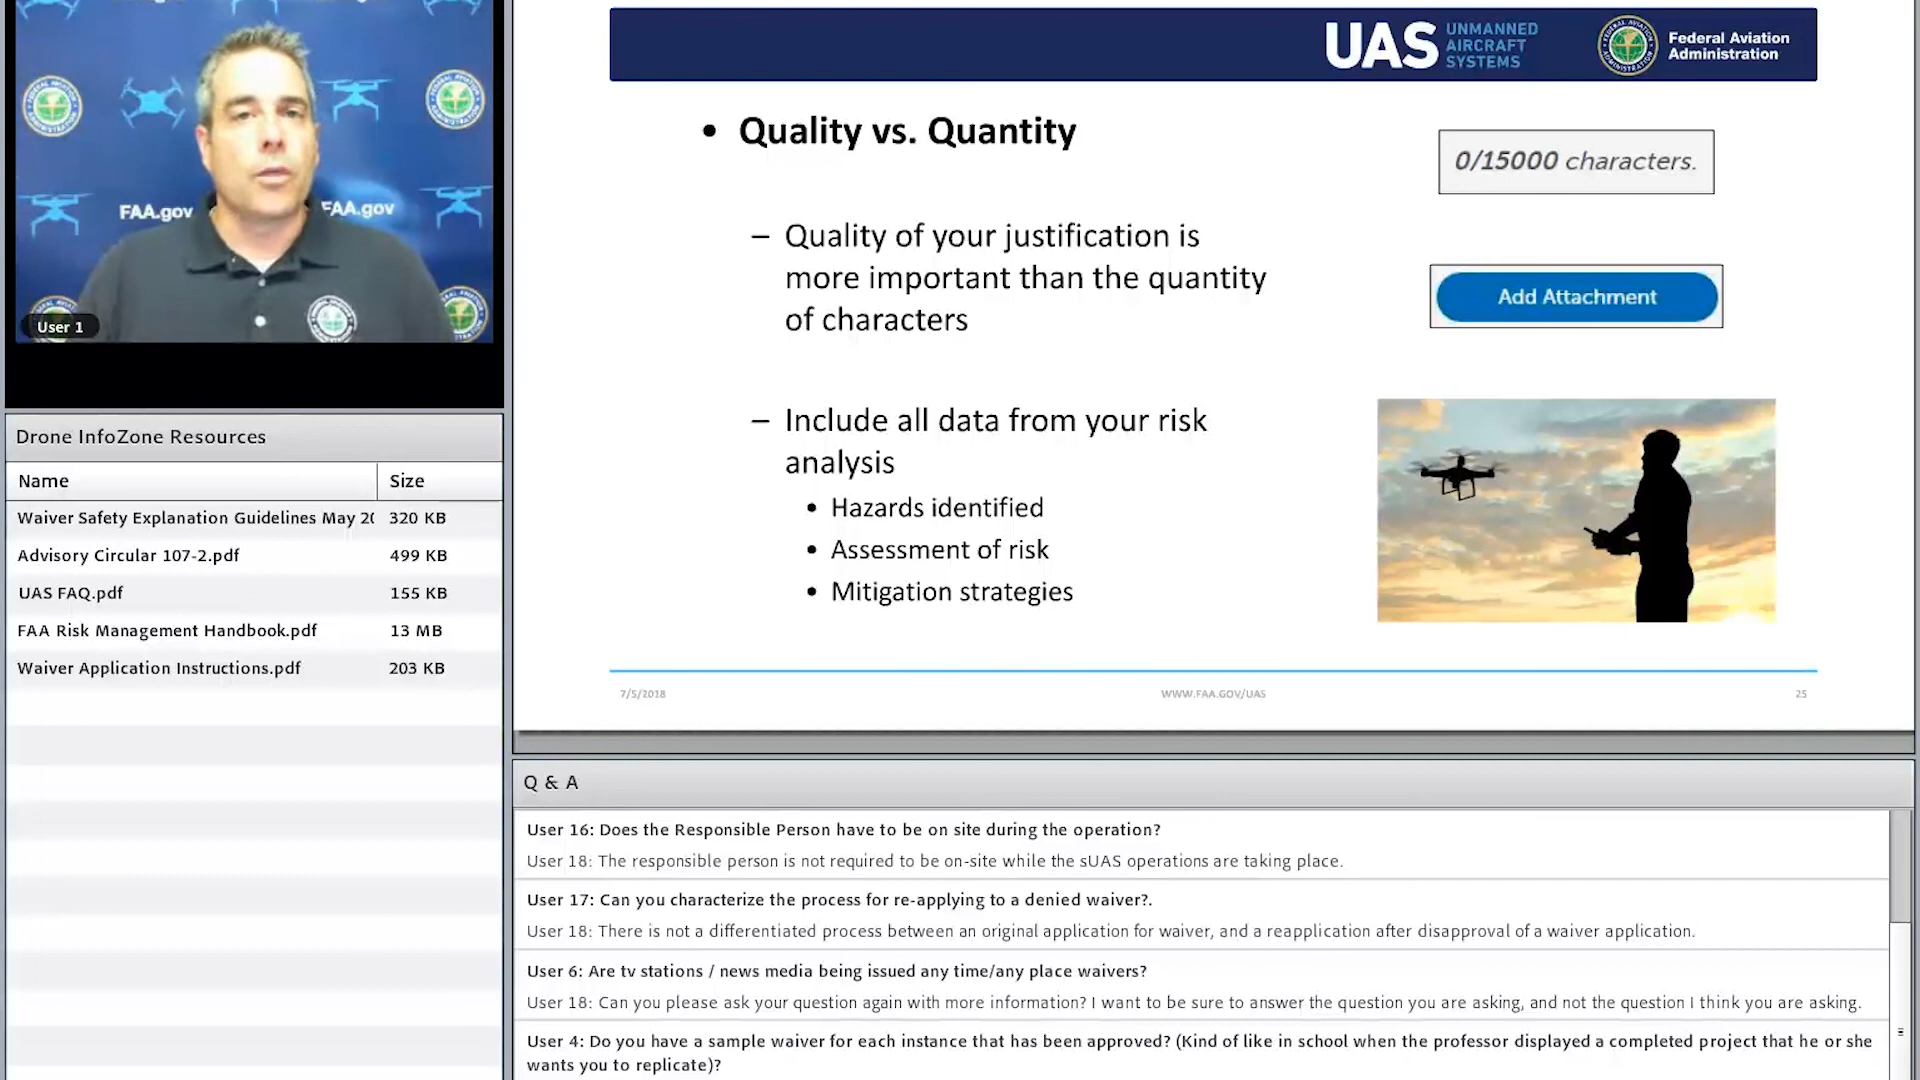 FAA.gov
FAA.gov
User 1
Drone InfoZone Resources
Name Size
Waiver Safety Explanation Guidelines May 320 KB
Advisory Circular 107-2.pdf 499 KB
UAS FAQ.pdf 155 KB
FAA Risk Management Handbook.pdf 13 MB
Waiver Application Instructions.pdf 203 KB
UAS UNMANNED
AIRCRAFT
SYSTEMS
Federal Aviation
Administration
• Quality vs. Quantity
– Quality of your justification is
more important than the quantity
of characters
– Include all data from your risk
analysis
• Hazards identified
• Assessment of risk
• Mitigation strategies
0/15000 characters.
Add Attachment
7/5/2018 WWW.FAA.GOV/UAS 25
Q & A
User 16: Does the Responsible Person have to be on site during the operation?
User 18: The responsible person is not required to be on-site while the sUAS operations are taking place.
User 17: Can you characterize the process for re-applying to a denied waiver?.
User 18: There is not a differentiated process between an original application for waiver, and a reapplication after disapproval of a waiver application.
User 6: Are tv stations / news media being issued any time/any place waivers?
User 18: Can you please ask your question again with more information? I want to be sure to answer the question you are asking, and not the question I think you are asking.
User 4: Do you have a sample waiver for each instance that has been approved? (Kind of like in school when the professor displayed a completed project that he or she
wants you to replicate)?